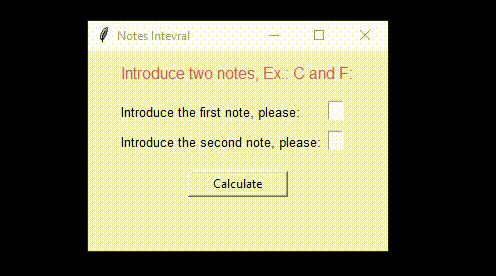 Notes Intevral
Introduce two notes, Ex.: C and F:
Introduce the first note, please:
Introduce the second note, please:
Calculate